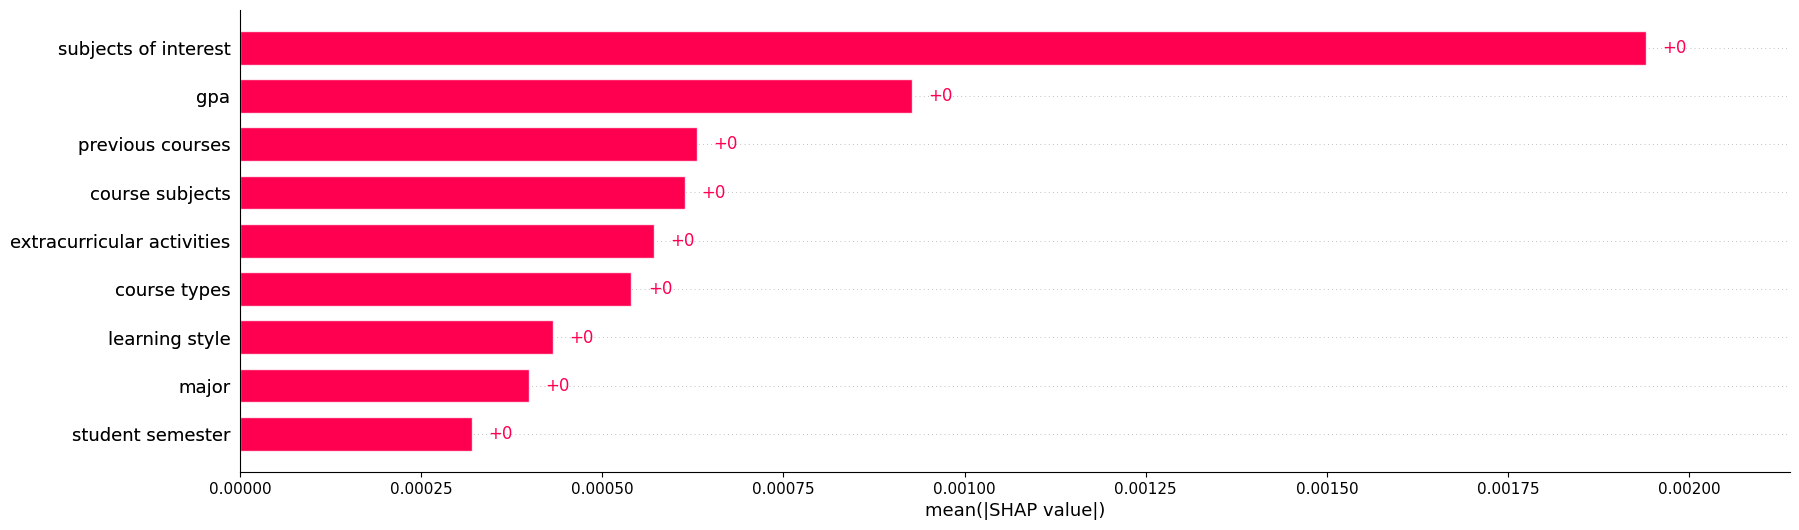 subjects of interest +0
gpa +0
previous courses +0
course subjects +0
extracurricular activities +0
course types +0
learning style +0
major +0
student semester +0
0.00000 0.00025 0.00050 0.00075 0.00100 0.00125 0.00150 0.00175 0.00200
mean(|SHAP value|)